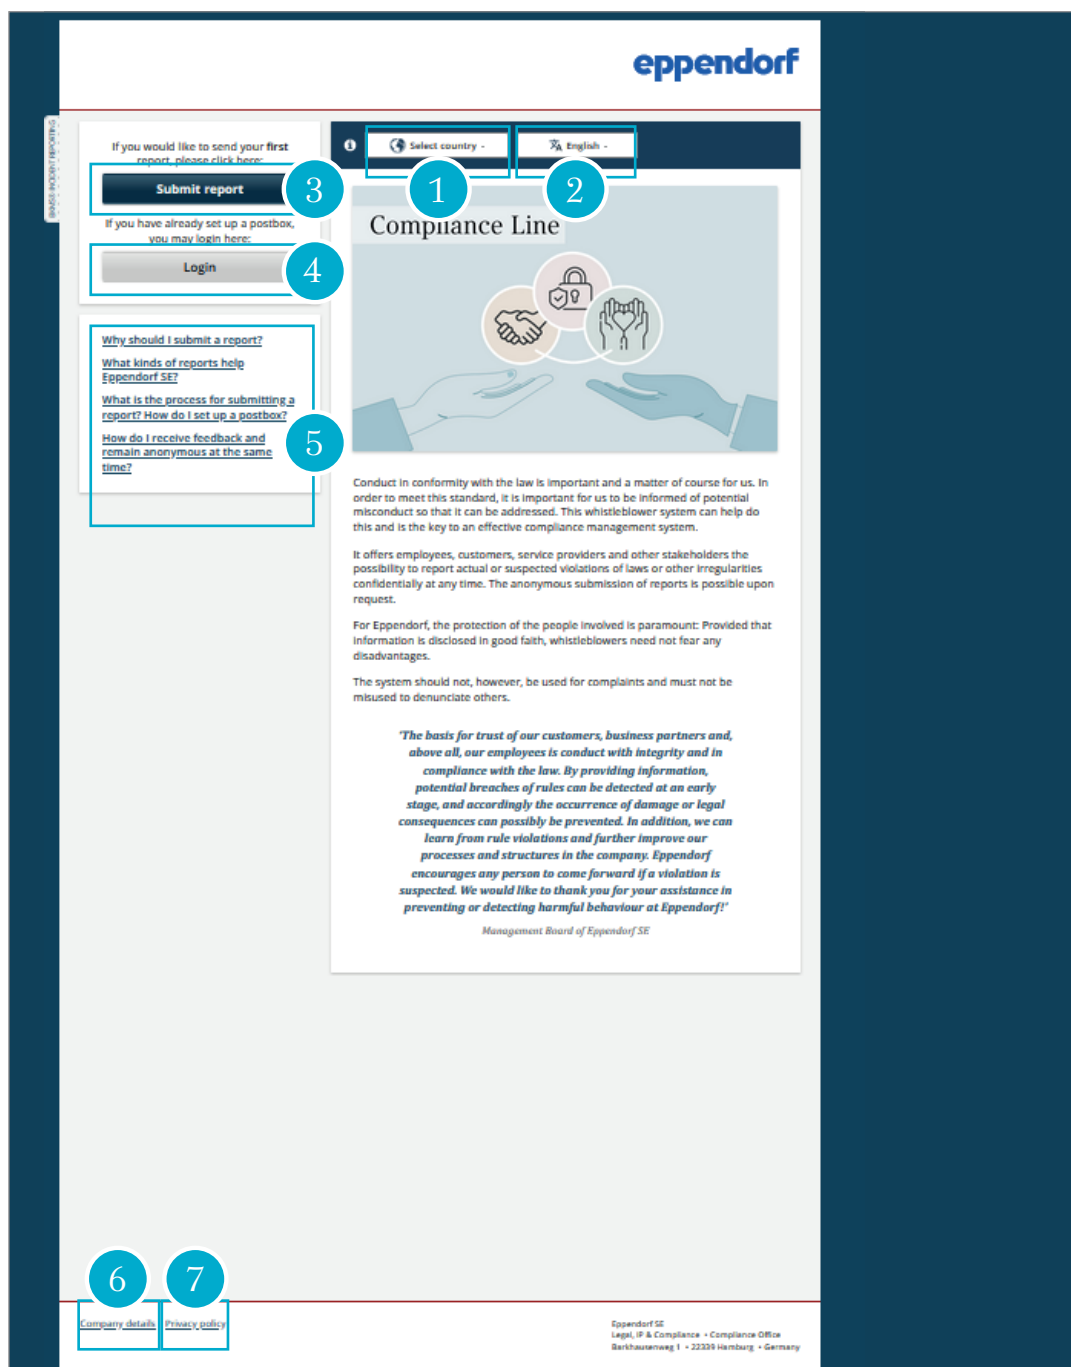 eppendorf
@BKMS® INCIDENT REPORTING
If you would like to send your first
report, please click here:
Submit report
3
If you have already set up a postbox,
you may login here:
Login
4
Why should I submit a report?
What kinds of reports help
Eppendorf SE?
What is the process for submitting a
report? How do I set up a postbox?
How do I receive feedback and
remain anonymous at the same
time?
5
Select country
1
English
2
Compliance Line
Conduct in conformity with the law is important and a matter of course for us. In
order to meet this standard, it is important for us to be informed of potential
misconduct so that it can be addressed. This whistleblower system can help do
this and is the key to an effective compliance management system.
It offers employees, customers, service providers and other stakeholders the
possibility to report actual or suspected violations of laws or other irregularities
confidentially at any time. The anonymous submission of reports is possible upon
request.
For Eppendorf, the protection of the people involved is paramount: Provided that
information is disclosed in good faith, whistleblowers need not fear any
disadvantages.
The system should not, however, be used for complaints and must not be
misused to denunciate others.
"The basis for trust of our customers, business partners and,
above all, our employees is conduct with integrity and in
compliance with the law. By providing information,
potential breaches of rules can be detected at an early
stage, and accordingly the occurrence of damage or legal
consequences can possibly be prevented. In addition, we can
learn from rule violations and further improve our
processes and structures in the company. Eppendorf
encourages any person to come forward if a violation is
suspected. We would like to thank you for your assistance in
preventing or detecting harmful behaviour at Eppendorf!"
Management Board of Eppendorf SE
6
7
Company details
Privacy policy
Eppendorf SE
Legal, IP & Compliance • Compliance Office
Barkhausenweg 1 • 22339 Hamburg • Germany